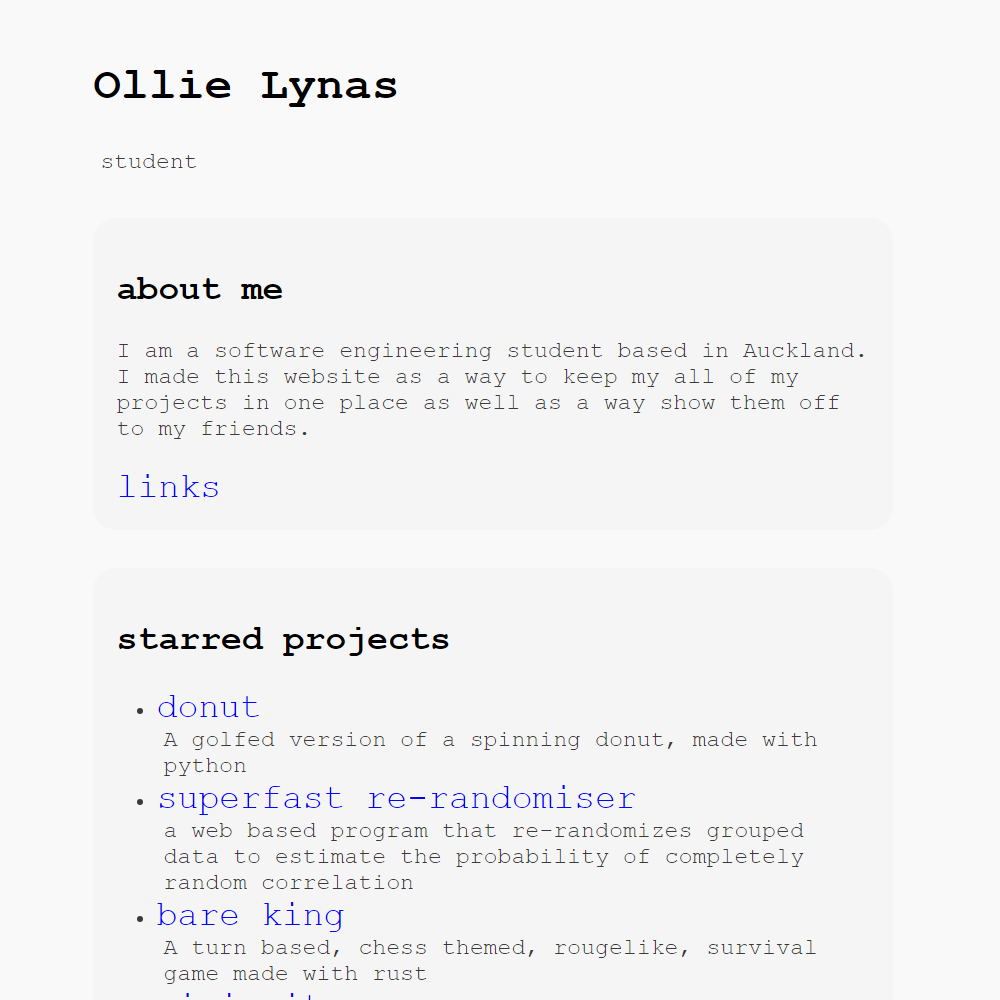 Ollie Lynas
student
about me
I am a software engineering student based in Auckland.
I made this website as a way to keep my all of my
projects in one place as well as a way show them off
to my friends.
links
starred projects
donut
A golfed version of a spinning donut, made with
python
superfast re-randomiser
a web based program that re-randomizes grouped
data to estimate the probability of completely
random correlation
bare king
A turn based, chess themed, rougelike, survival
game made with rust